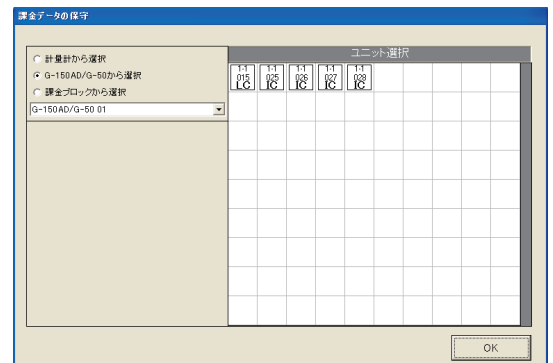 課金データの保守
計量計から選択
G-150AD/G-50から選択
課金ブロックから選択
G-150AD/G-50 01
ユニット選択
1-1 1-1 1-1 1-1 1-1
015 025 026 027 028
LC IC IC IC IC
OK